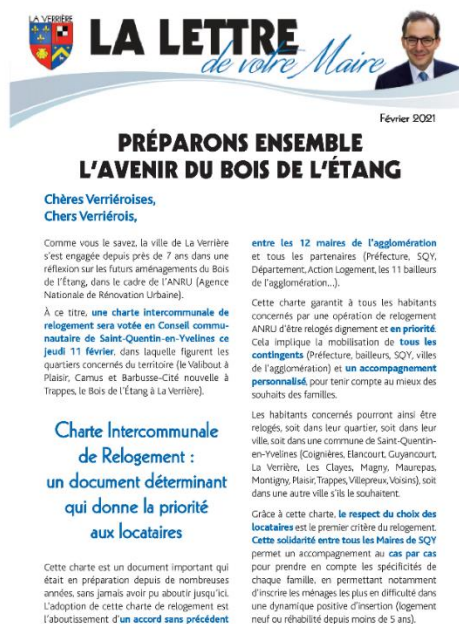 LA VERRIÈRE
LA LETTRE
de votre Maire
Février 2021
PRÉPARONS ENSEMBLE
L'AVENIR DU BOIS DE L'ÉTANG
Chères Verriéroises,
Chers Verriérois,
Comme vous le savez, la ville de La Verrière
s'est engagée depuis près de 7 ans dans une
réflexion sur les futurs aménagements du Bois
de l'Étang, dans le cadre de l'ANRU (Agence
Nationale de Rénovation Urbaine).
À ce titre, une charte intercommunale de
relogement sera votée en Conseil commu-
nautaire de Saint-Quentin-en-Yvelines ce
jeudi 11 février, dans laquelle figurent les
quartiers concernés du territoire (le Valibout à
Plaisir, Camus et Barbusse-Cité nouvelle à
Trappes, le Bois de l'Étang à La Verrière).
Charte Intercommunale
de Relogement :
un document déterminant
qui donne la priorité
aux locataires
Cette charte est un document important qui
était en préparation depuis de nombreuses
années, sans jamais avoir pu aboutir jusqu'ici.
L'adoption de cette charte de relogement est
l'aboutissement d'un accord sans précédent
entre les 12 maires de l'agglomération
et tous les partenaires (Préfecture, SQY,
Département, Action Logement, les 11 bailleurs
de l'agglomération...).
Cette charte garantit à tous les habitants
concernés par une opération de relogement
ANRU d'être relogés dignement et en priorité.
Cela implique la mobilisation de tous les
contingents (Préfecture, bailleurs, SQY, villes
de l'agglomération) et un accompagnement
personnalisé, pour tenir compte au mieux des
souhaits des familles.
Les habitants concernés pourront ainsi être
relogés, soit dans leur quartier, soit dans leur
ville, soit dans une commune de Saint-Quentin-
en-Yvelines (Coignières, Elancourt, Guyancourt,
La Verrière, Les Clayes, Magny, Maurepas,
Montigny, Plaisir, Trappes, Villepreux, Voisins), soit
dans une autre ville s'ils le souhaitent.
Grâce à cette charte, le respect du choix des
locataires est le premier critère du relogement.
Cette solidarité entre tous les Maires de SQY
permet un accompagnement au cas par cas
pour prendre en compte les spécificités de
chaque famille, en permettant notamment
d'inscrire les ménages les plus en difficulté dans
une dynamique positive d'insertion (logement
neuf ou réhabilité depuis moins de 5 ans).